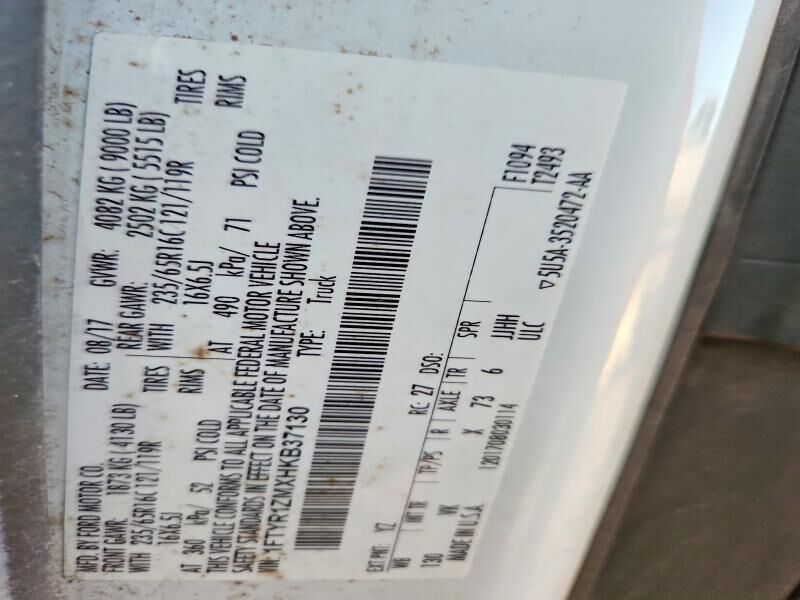 MFD. BY FORD MOTOR CO. DATE: 08/17 GVWR: 4082 KG ( 9000 LB)
FRONT GAWR: 1873 KG ( 4130 LB) REAR GAWR: 2502 KG ( 5515 LB)
WITH 235/65R16C 121/119R TIRES WITH 235/65R16C 121/119R TIRES
16X6.5J RIMS 16X6.5J RIMS
AT 360 kPa/ 52 PSI COLD AT 490 kPa/ 71 PSI COLD
THIS VEHICLE CONFORMS TO ALL APPLICABLE FEDERAL MOTOR VEHICLE
SAFETY STANDARDS IN EFFECT ON THE DATE OF MANUFACTURE SHOWN ABOVE.
VIN: 1FTYR1ZMXHKB37130 TYPE: Truck
EXT PNT: YZ RC: 27 DSO: F1094
WB INT TR TP/PS R AXLE TR SPR T2493
130 VK X 73 6 JJHH
MADE IN U.S.A. 1201708030114 ULC
▽5U5A-3520472-AA